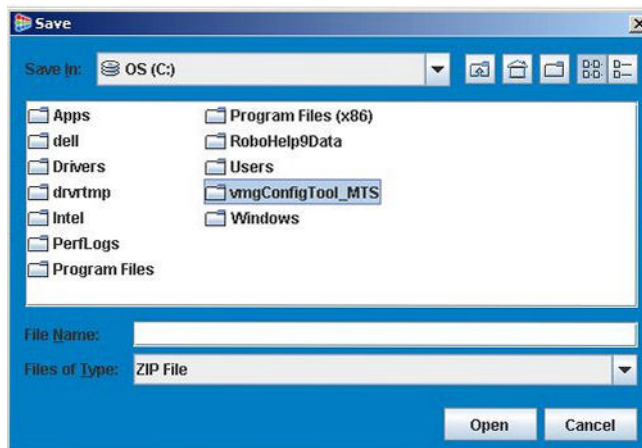 Save
Save In: OS (C:)
Apps
dell
Drivers
drvrtmp
Intel
PerfLogs
Program Files
Program Files (x86)
RoboHelp9Data
Users
vmgConfigTool_MTS
Windows
File Name:
Files of Type: ZIP File
Open Cancel